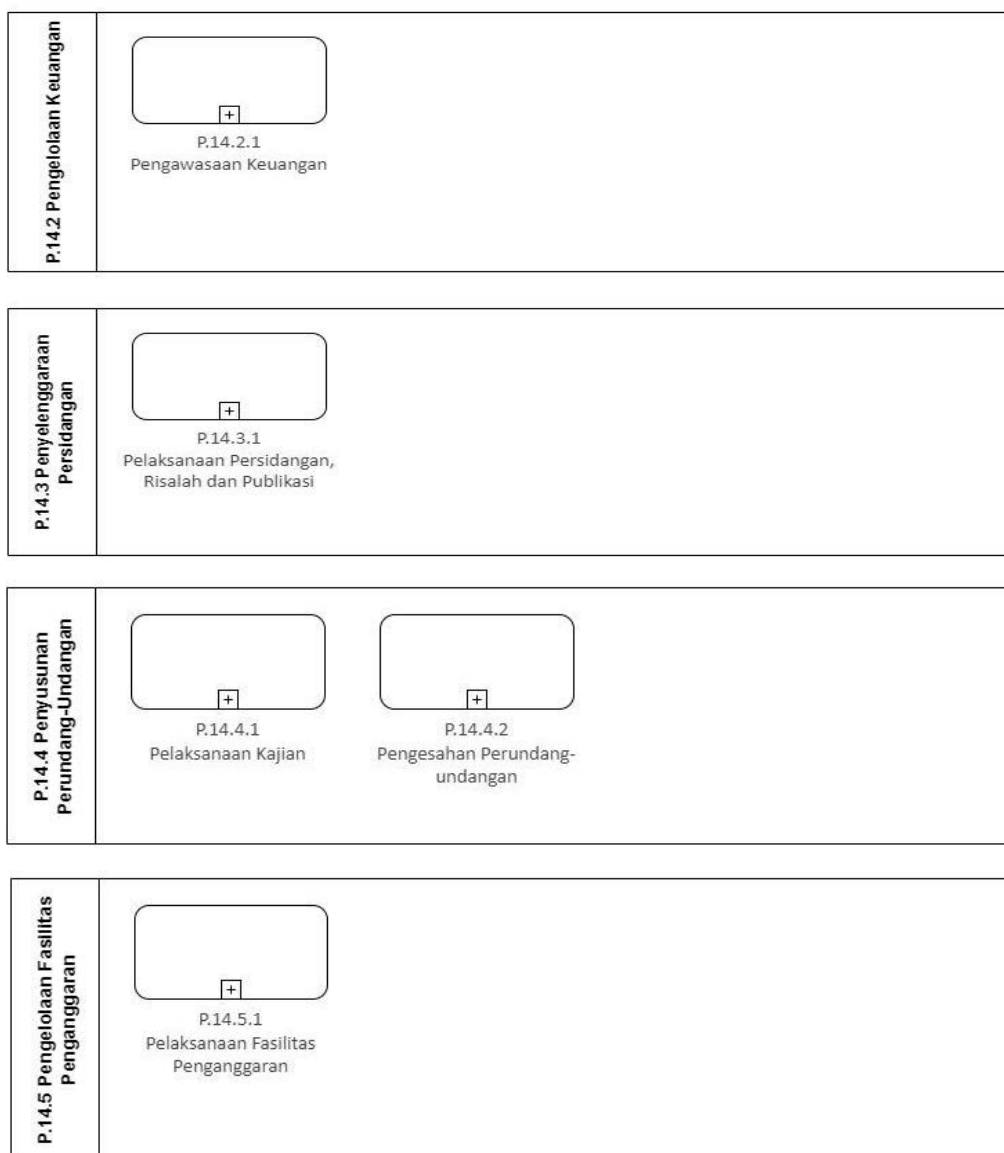 P.14.2 Pengelolaan Keuangan
+
P.14.2.1
Pengawasaan Keuangan
P.14.3 Penyelenggaraan
Persidangan
+
P.14.3.1
Pelaksanaan Persidangan,
Risalah dan Publikasi
P.14.4 Penyusunan
Perundang-Undangan
+
P.14.4.1
Pelaksanaan Kajian
+
P.14.4.2
Pengesahan Perundang-
undangan
P.14.5 Pengelolaan Fasilitas
Penganggaran
+
P.14.5.1
Pelaksanaan Fasilitas
Penganggaran